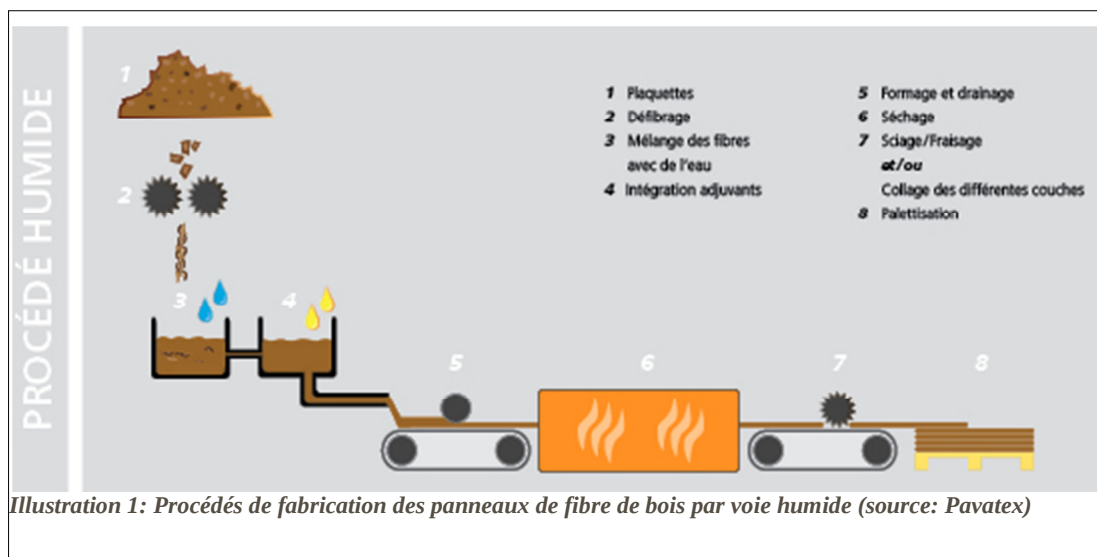 PROCÉDÉ HUMIDE
1 Plaquettes
2 Défibrage
3 Mélange des fibres
avec de l'eau
4 Intégration adjuvants
5 Formage et drainage
6 Séchage
7 Sciage/Fraisage
et/ou
Collage des différentes couches
8 Palettisation
1
2
3
4
5
6
7
8
Illustration 1: Procédés de fabrication des panneaux de fibre de bois par voie humide (source: Pavatex)